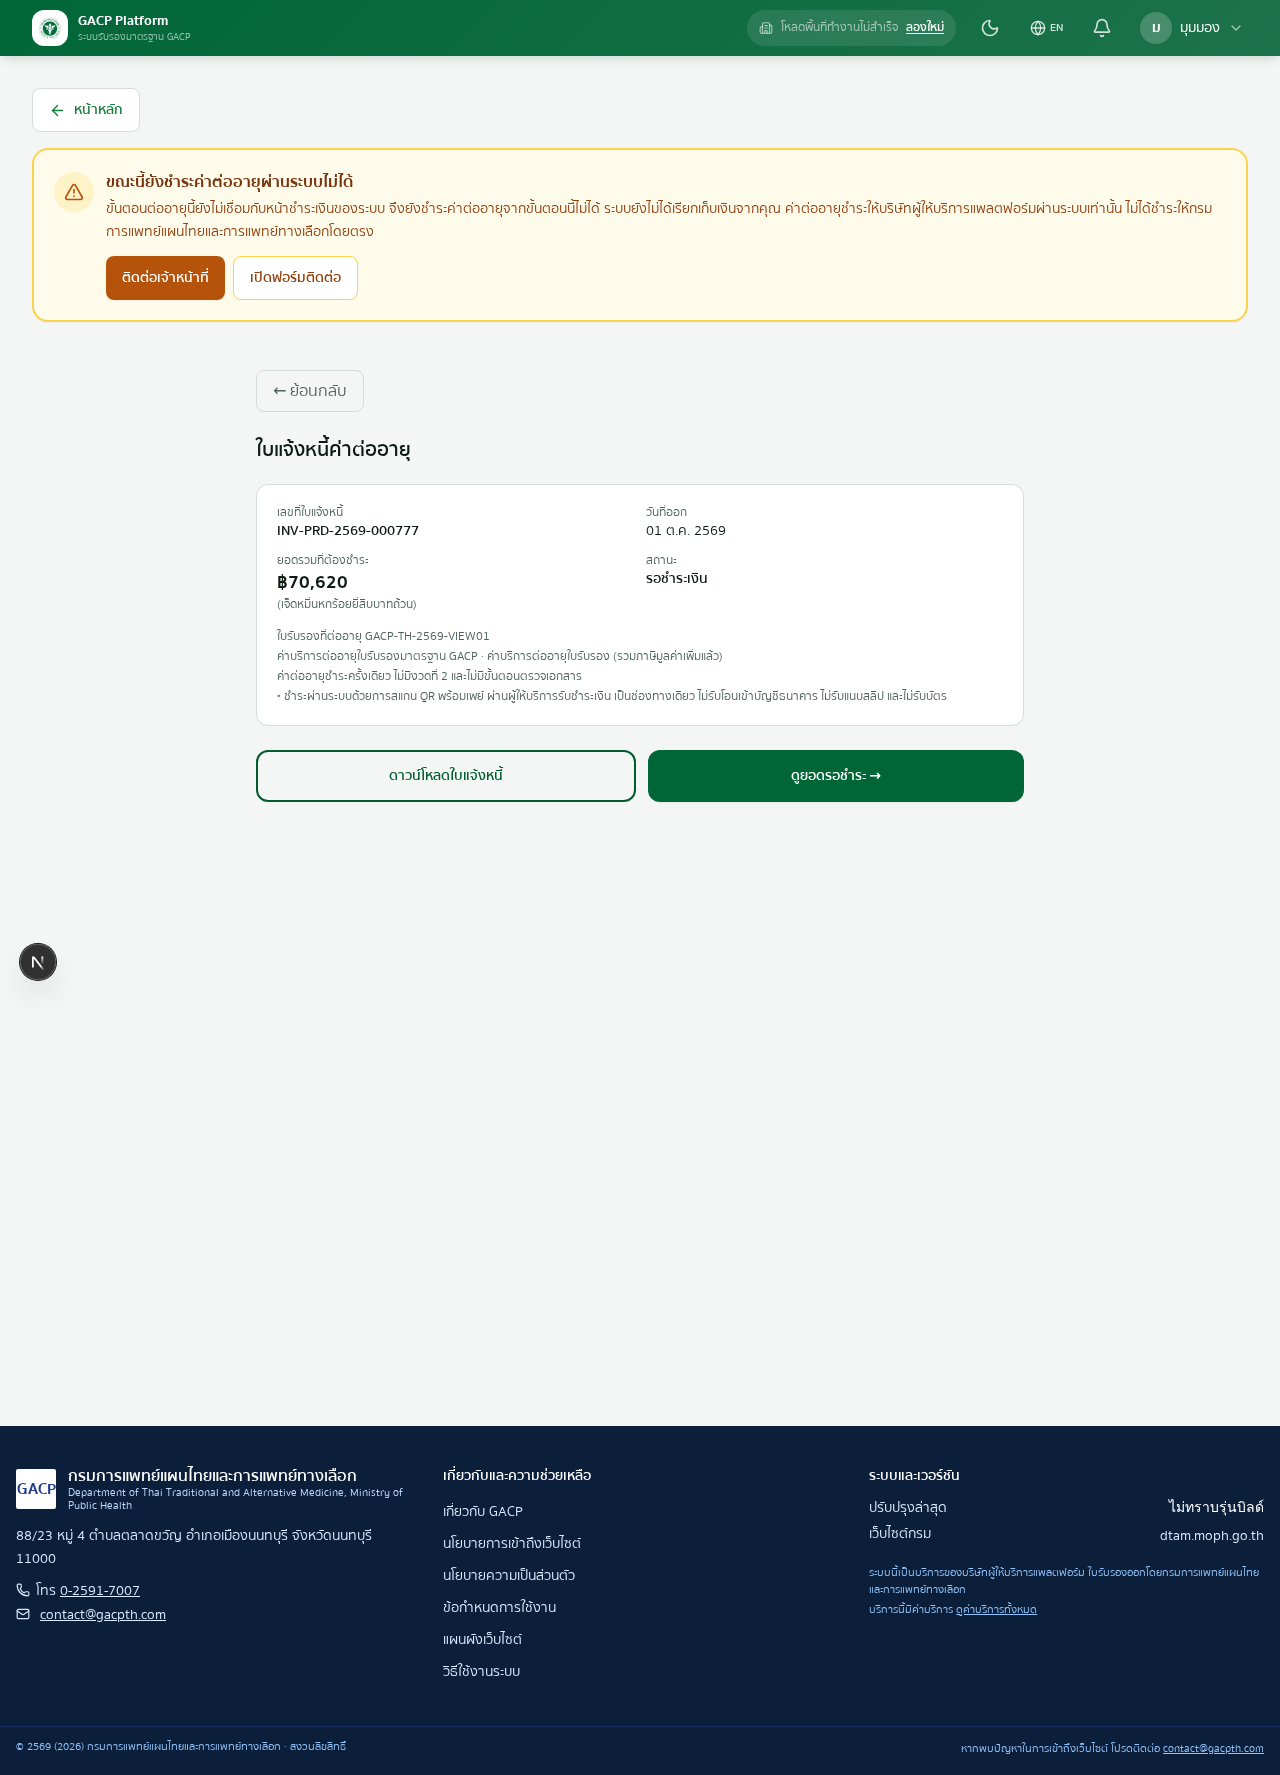 GACP Platform
ระบบรับรองมาตรฐาน GACP
โหลดพื้นที่ทำงานไม่สำเร็จ ลองใหม่
EN
ม มุมมอง
หน้าหลัก
ขณะนี้ยังชำระค่าต่ออายุผ่านระบบไม่ได้
ขั้นตอนต่ออายุนี้ยังไม่เชื่อมกับหน้าชำระเงินของระบบ จึงยังชำระค่าต่ออายุจากขั้นตอนนี้ไม่ได้ ระบบยังไม่ได้เรียกเก็บเงินจากคุณ ค่าต่ออายุชำระให้บริษัทผู้ให้บริการแพลตฟอร์มผ่านระบบเท่านั้น ไม่ได้ชำระให้กรม
การแพทย์แผนไทยและการแพทย์ทางเลือกโดยตรง
ติดต่อเจ้าหน้าที่
เปิดฟอร์มติดต่อ
← ย้อนกลับ
ใบแจ้งหนี้ค่าต่ออายุ
เลขที่ใบแจ้งหนี้
INV-PRD-2569-000777
วันที่ออก
01 ต.ค. 2569
ยอดรวมที่ต้องชำระ
฿70,620
(เจ็ดหมื่นหกร้อยยี่สิบบาทถ้วน)
สถานะ
รอชำระเงิน
ใบรับรองที่ต่ออายุ GACP-TH-2569-VIEW01
ค่าบริการต่ออายุใบรับรองมาตรฐาน GACP · ค่าบริการต่ออายุใบรับรอง (รวมภาษีมูลค่าเพิ่มแล้ว)
ค่าต่ออายุชำระครั้งเดียว ไม่มีงวดที่ 2 และไม่มีขั้นตอนตรวจเอกสาร
• ชำระผ่านระบบด้วยการสแกน QR พร้อมเพย์ ผ่านผู้ให้บริการรับชำระเงิน เป็นช่องทางเดียว ไม่รับโอนเข้าบัญชีธนาคาร ไม่รับแนบสลิป และไม่รับบัตร
ดาวน์โหลดใบแจ้งหนี้
ดูยอดรอชำระ →
N
GACP
กรมการแพทย์แผนไทยและการแพทย์ทางเลือก
Department of Thai Traditional and Alternative Medicine, Ministry of
Public Health
88/23 หมู่ 4 ตำบลตลาดขวัญ อำเภอเมืองนนทบุรี จังหวัดนนทบุรี
11000
โทร 0-2591-7007
contact@gacpth.com
เกี่ยวกับและความช่วยเหลือ
เกี่ยวกับ GACP
นโยบายการเข้าถึงเว็บไซต์
นโยบายความเป็นส่วนตัว
ข้อกำหนดการใช้งาน
แผนผังเว็บไซต์
วิธีใช้งานระบบ
ระบบและเวอร์ชัน
ปรับปรุงล่าสุด ไม่ทราบรุ่นบิลด์
เว็บไซต์กรม dtam.moph.go.th
ระบบนี้เป็นบริการของบริษัทผู้ให้บริการแพลตฟอร์ม ใบรับรองออกโดยกรมการแพทย์แผนไทย
และการแพทย์ทางเลือก
บริการนี้มีค่าบริการ ดูค่าบริการทั้งหมด
© 2569 (2026) กรมการแพทย์แผนไทยและการแพทย์ทางเลือก · สงวนลิขสิทธิ์
หากพบปัญหาในการเข้าถึงเว็บไซต์ โปรดติดต่อ contact@gacpth.com